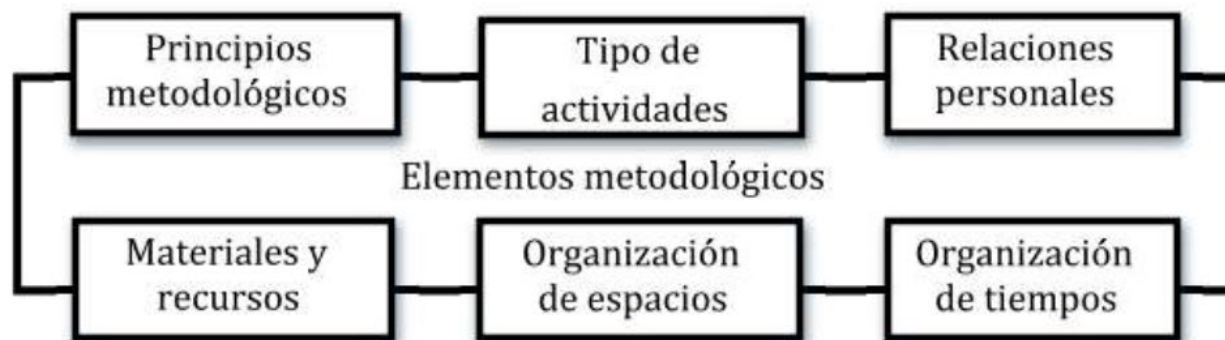 Principios
metodológicos
Tipo de
actividades
Relaciones
personales
Elementos metodológicos
Materiales y
recursos
Organización
de espacios
Organización
de tiempos